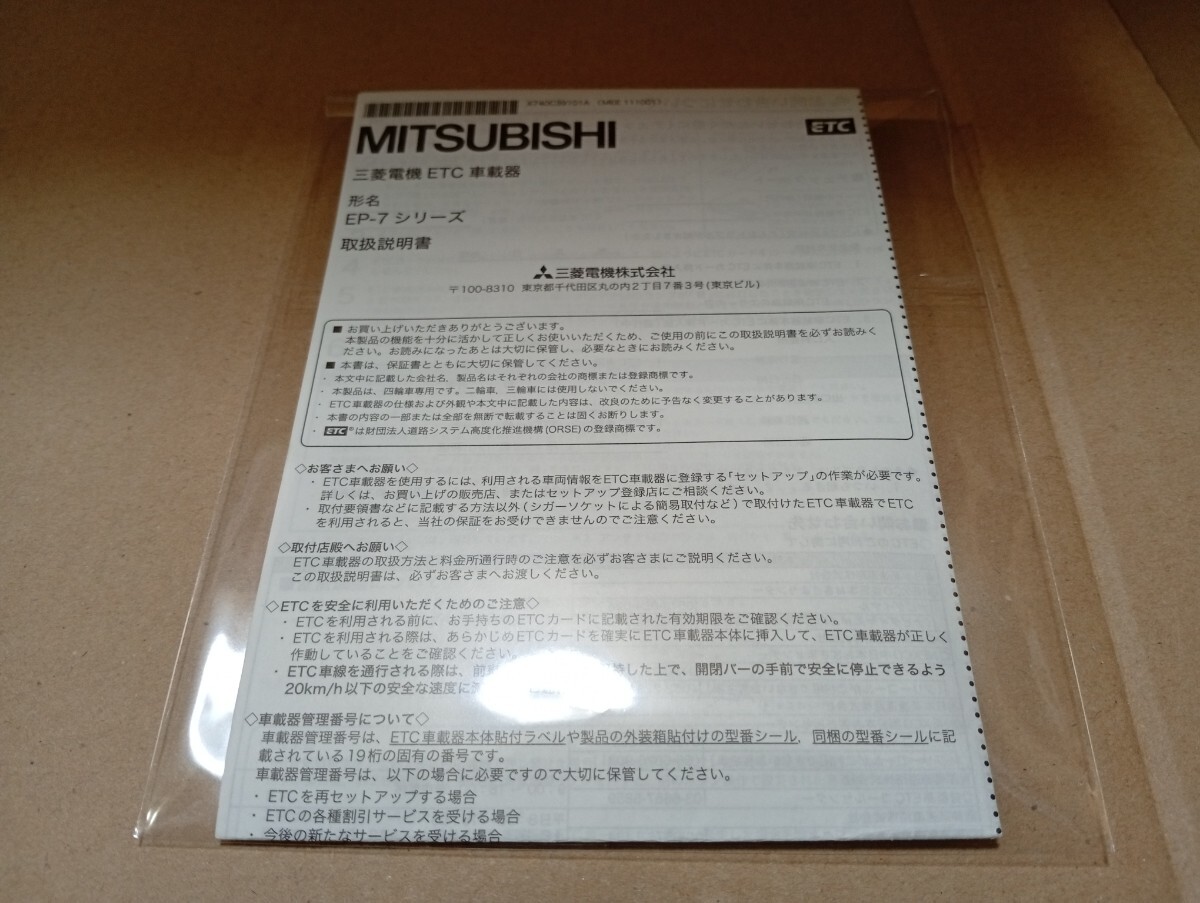 MITSUBISHI
ETC
三菱電機 ETC 車載器
形名
EP-7 シリーズ
取扱説明書
三菱電機株式会社
〒100-8310 東京都千代田区丸の内2丁目7番3号(東京ビル)
■ お買い上げいただきありがとうございます。
本製品の機能を十分に活かして正しくお使いいただくため、ご使用の前にこの取扱説明書を必ずお読みく
ださい。お読みになったあとは大切に保管し、必要なときにお読みください。
■ 本書は、保証書とともに大切に保管してください。
・ 本文中に記載した会社名、製品名はそれぞれの会社の商標または登録商標です。
・ 本製品は、四輪車専用です。二輪車、三輪車には使用しないでください。
・ ETC車載器の仕様および外観や本文中に記載した内容は、改良のために予告なく変更することがあります。
・ 本書の内容の一部または全部を無断で転載することは固くお断りします。
・ ETC®は財団法人道路システム高度化推進機構(ORSE)の登録商標です。
◇お客さまへお願い◇
・ ETC車載器を使用するには、利用される車両情報をETC車載器に登録する「セットアップ」の作業が必要です。
詳しくは、お買い上げの販売店、またはセットアップ登録店にご相談ください。
・ 取付要領書などに記載する方法以外(シガーソケットによる簡易取付など)で取付けたETC車載器でETC
を利用されると、当社の保証をお受けできませんのでご注意ください。
◇取付店殿へお願い◇
ETC車載器の取扱方法と料金所通行時のご注意を必ずお客さまにご説明ください。
この取扱説明書は、必ずお客さまへお渡しください。
◇ETCを安全に利用いただくためのご注意◇
・ ETCを利用される前に、お手持ちのETCカードに記載された有効期限をご確認ください。
・ ETCを利用される際は、あらかじめETCカードを確実にETC車載器本体に挿入して、ETC車載器が正しく
作動していることをご確認ください。
・ ETC車線を通行される際は、前 した上で、開閉バーの手前で安全に停止できるよう
20km/h以下の安全な速度に
◇車載器管理番号について◇
車載器管理番号は、ETC車載器本体貼付ラベルや製品の外装箱貼付けの型番シール、同梱の型番シールに記
載されている19桁の固有の番号です。
車載器管理番号は、以下の場合に必要ですので大切に保管してください。
・ ETCを再セットアップする場合
・ ETCの各種割引サービスを受ける場合
・ 今後の新たなサービスを受ける場合